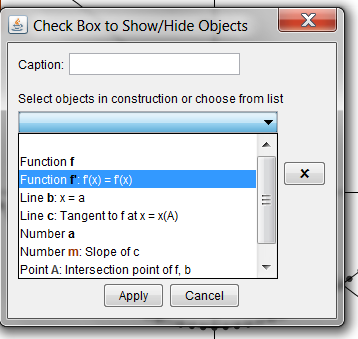 Check Box to Show/Hide Objects
X
Caption:
Select objects in construction or choose from list
Function f
Function f': f'(x) = f'(x)
Line b: x = a
Line c: Tangent to f at x = x(A)
Number a
Number m: Slope of c
Point A: Intersection point of f, b
X
Apply Cancel